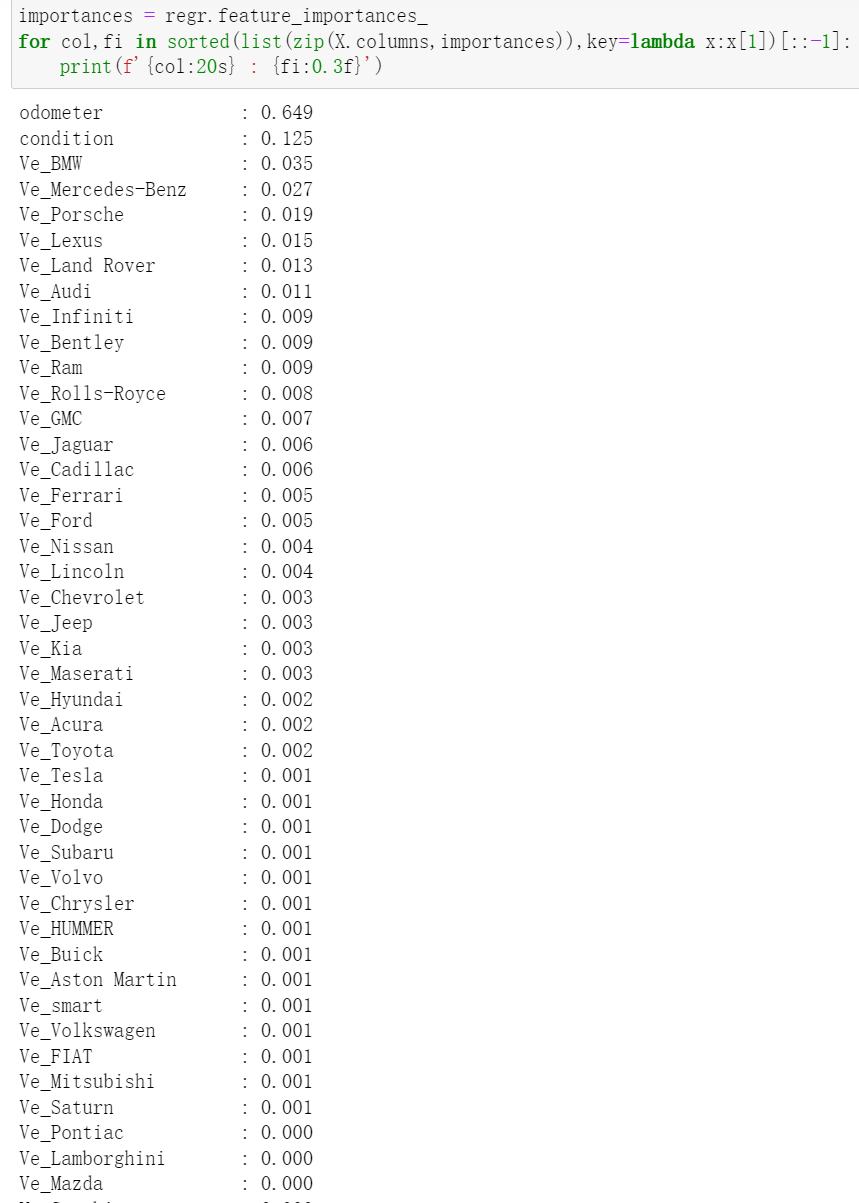 importances = regr.feature_importances_
for col,fi in sorted(list(zip(X.columns,importances)),key=lambda x:x[1])[::-1]:
    print(f'{col:20s} : {fi:0.3f}')
odometer             : 0.649
condition            : 0.125
Ve_BMW               : 0.035
Ve_Mercedes-Benz     : 0.027
Ve_Porsche           : 0.019
Ve_Lexus             : 0.015
Ve_Land Rover        : 0.013
Ve_Audi              : 0.011
Ve_Infiniti          : 0.009
Ve_Bentley           : 0.009
Ve_Ram               : 0.009
Ve_Rolls-Royce       : 0.008
Ve_GMC               : 0.007
Ve_Jaguar            : 0.006
Ve_Cadillac          : 0.006
Ve_Ferrari           : 0.005
Ve_Ford              : 0.005
Ve_Nissan            : 0.004
Ve_Lincoln           : 0.004
Ve_Chevrolet         : 0.003
Ve_Jeep              : 0.003
Ve_Kia               : 0.003
Ve_Maserati          : 0.003
Ve_Hyundai           : 0.002
Ve_Acura             : 0.002
Ve_Toyota            : 0.002
Ve_Tesla             : 0.001
Ve_Honda             : 0.001
Ve_Dodge             : 0.001
Ve_Subaru            : 0.001
Ve_Volvo             : 0.001
Ve_Chrysler          : 0.001
Ve_HUMMER            : 0.001
Ve_Buick             : 0.001
Ve_Aston Martin      : 0.001
Ve_smart             : 0.001
Ve_Volkswagen        : 0.001
Ve_FIAT              : 0.001
Ve_Mitsubishi        : 0.001
Ve_Saturn            : 0.001
Ve_Pontiac           : 0.000
Ve_Lamborghini       : 0.000
Ve_Mazda             : 0.000